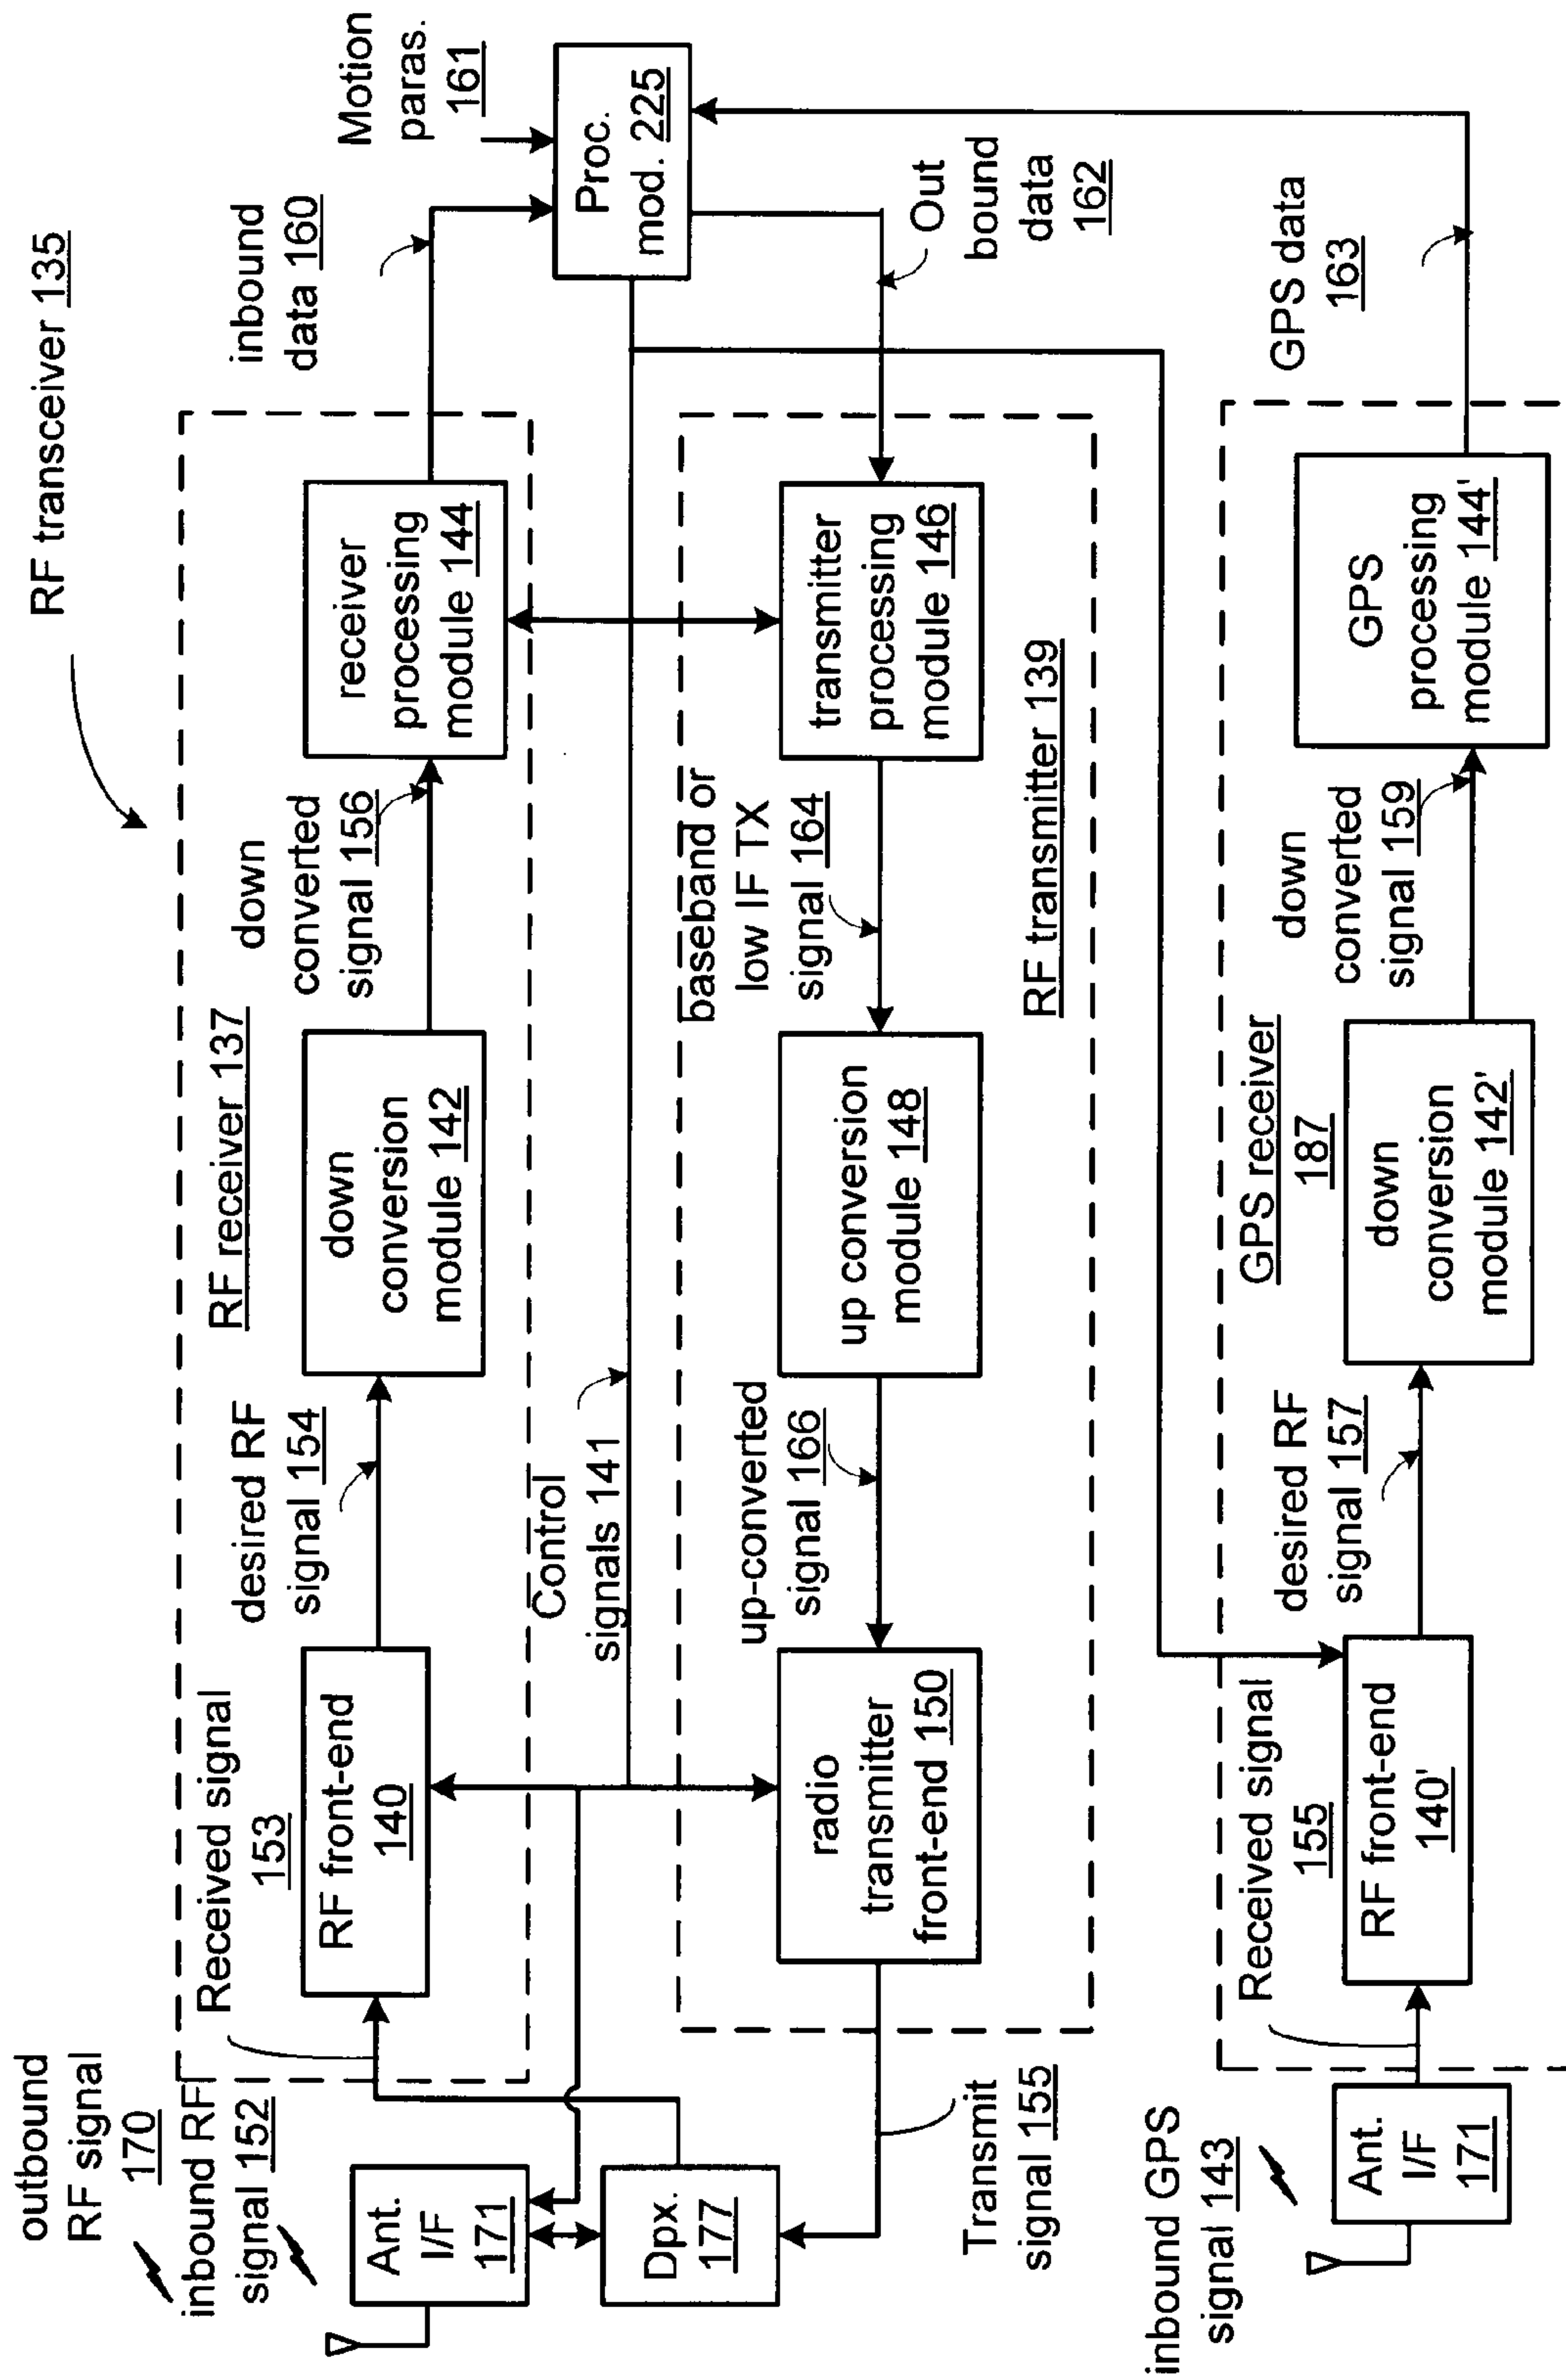 RF transceiver 135
outbound
RF signal
170
inbound RF
signal 152
Ant.
I/F
171
Dpx.
177
Received signal
153
RF front-end
140
desired RF
signal 154
RF receiver 137
down
conversion
module 142
down
converted
signal 156
receiver
processing
module 144
inbound
data 160
Motion
paras.
161
Proc.
mod. 225
Control
signals 141
Out
bound
data
162
Transmit
signal 155
radio
transmitter
front-end 150
up-converted
signal 166
up conversion
module 148
baseband or
low IF TX
signal 164
transmitter
processing
module 146
RF transmitter 139
inbound GPS
signal 143
Ant.
I/F
171
Received signal
155
RF front-end
140'
desired RF
signal 157
GPS receiver
187
down
conversion
module 142'
down
converted
signal 159
GPS
processing
module 144'
GPS data
163